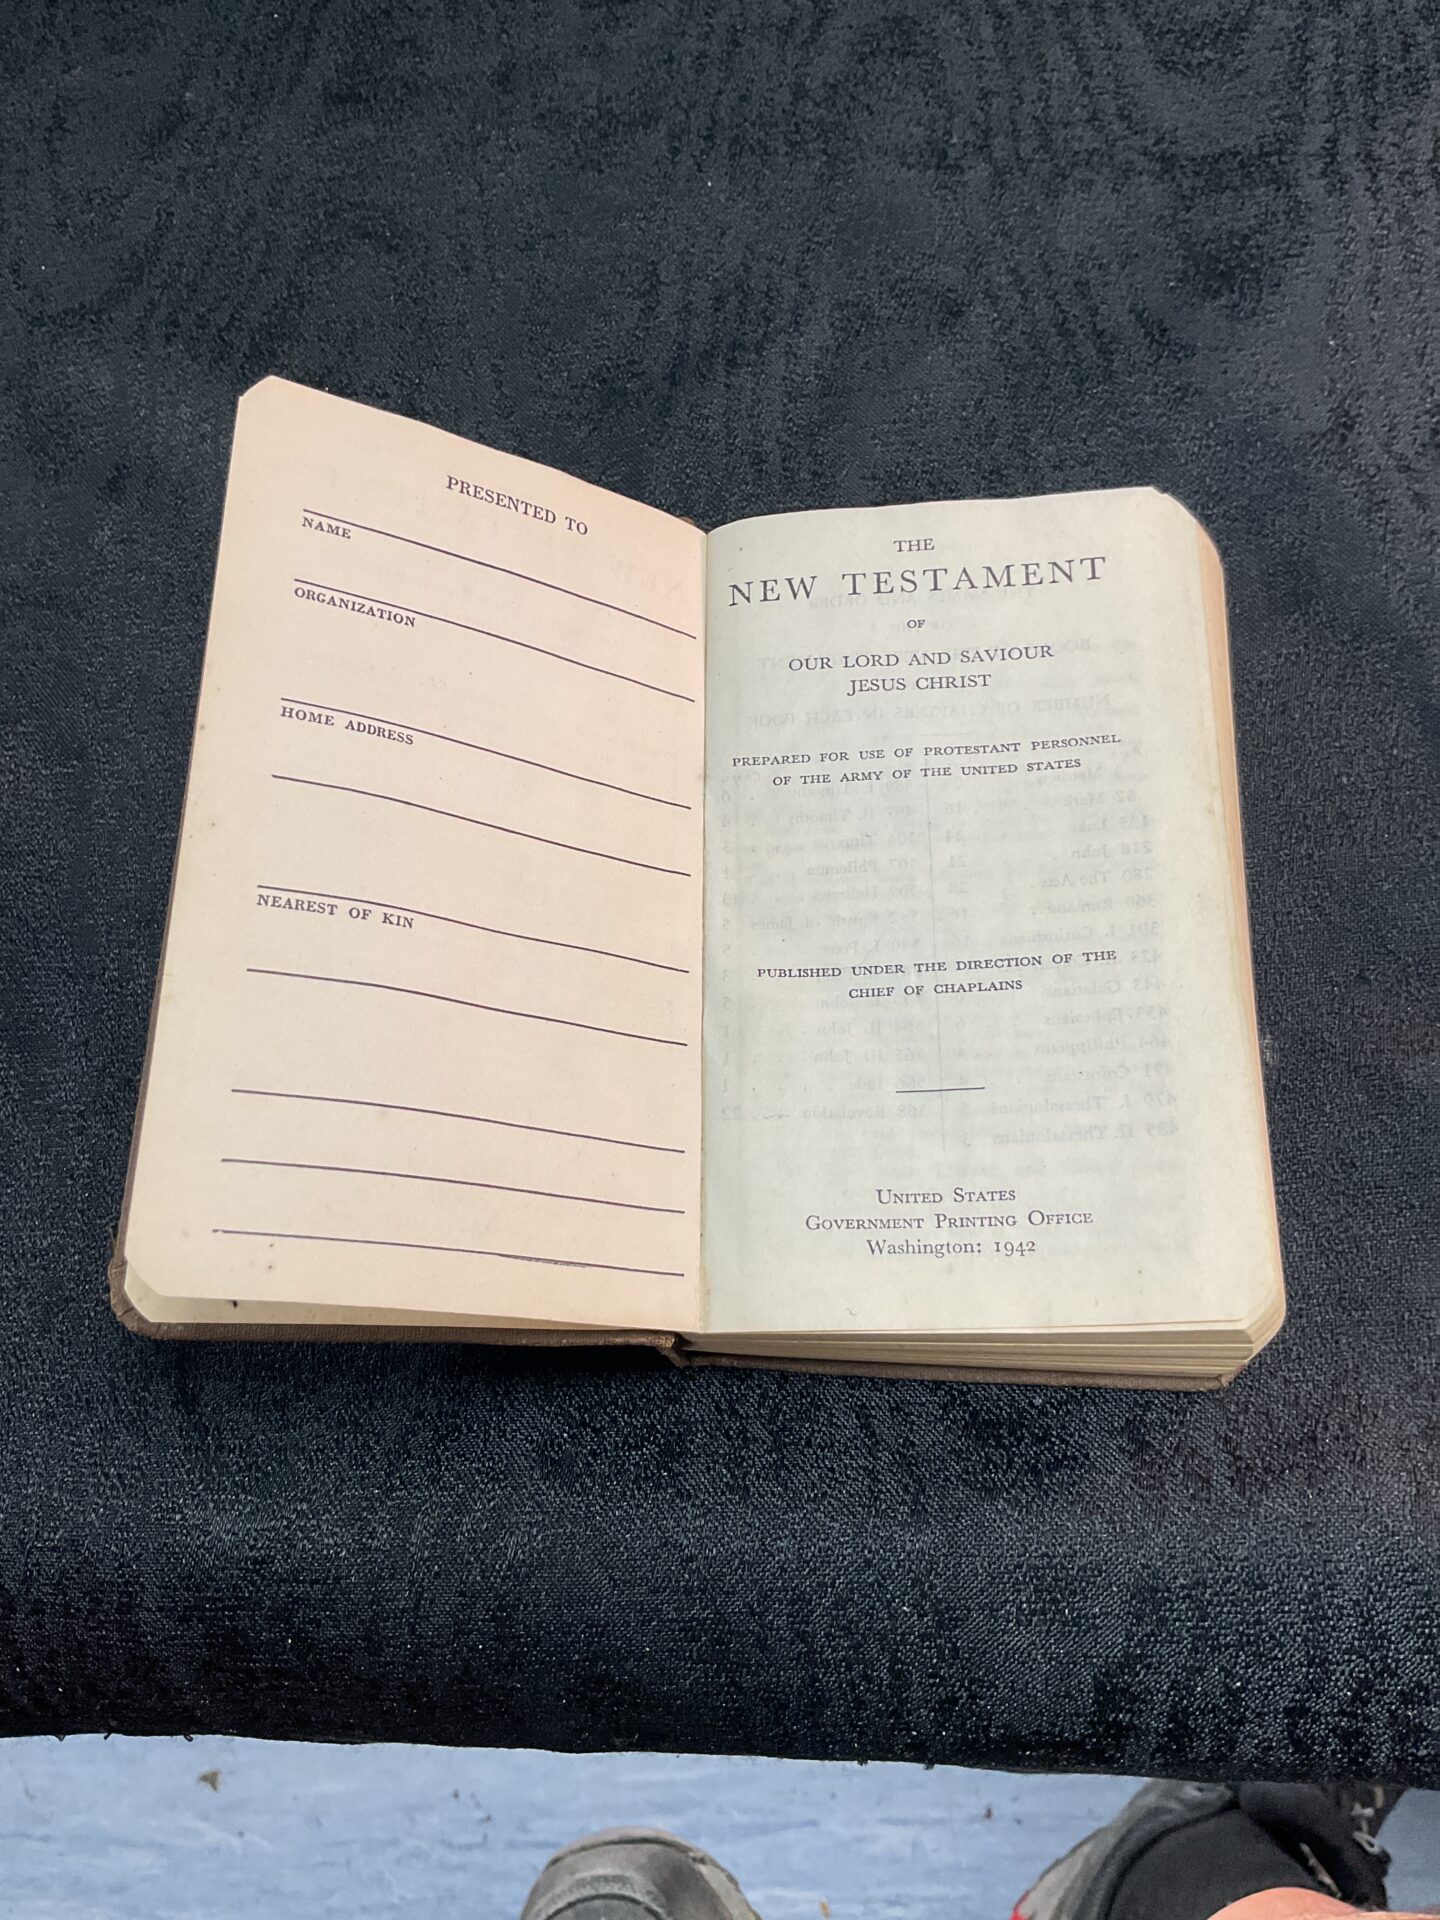 PRESENTED TO
NAME
ORGANIZATION
HOME ADDRESS
NEAREST OF KIN
THE
NEW TESTAMENT
OF
OUR LORD AND SAVIOUR
JESUS CHRIST
PREPARED FOR USE OF PROTESTANT PERSONNEL
OF THE ARMY OF THE UNITED STATES
PUBLISHED UNDER THE DIRECTION OF THE
CHIEF OF CHAPLAINS
UNITED STATES
GOVERNMENT PRINTING OFFICE
Washington: 1942